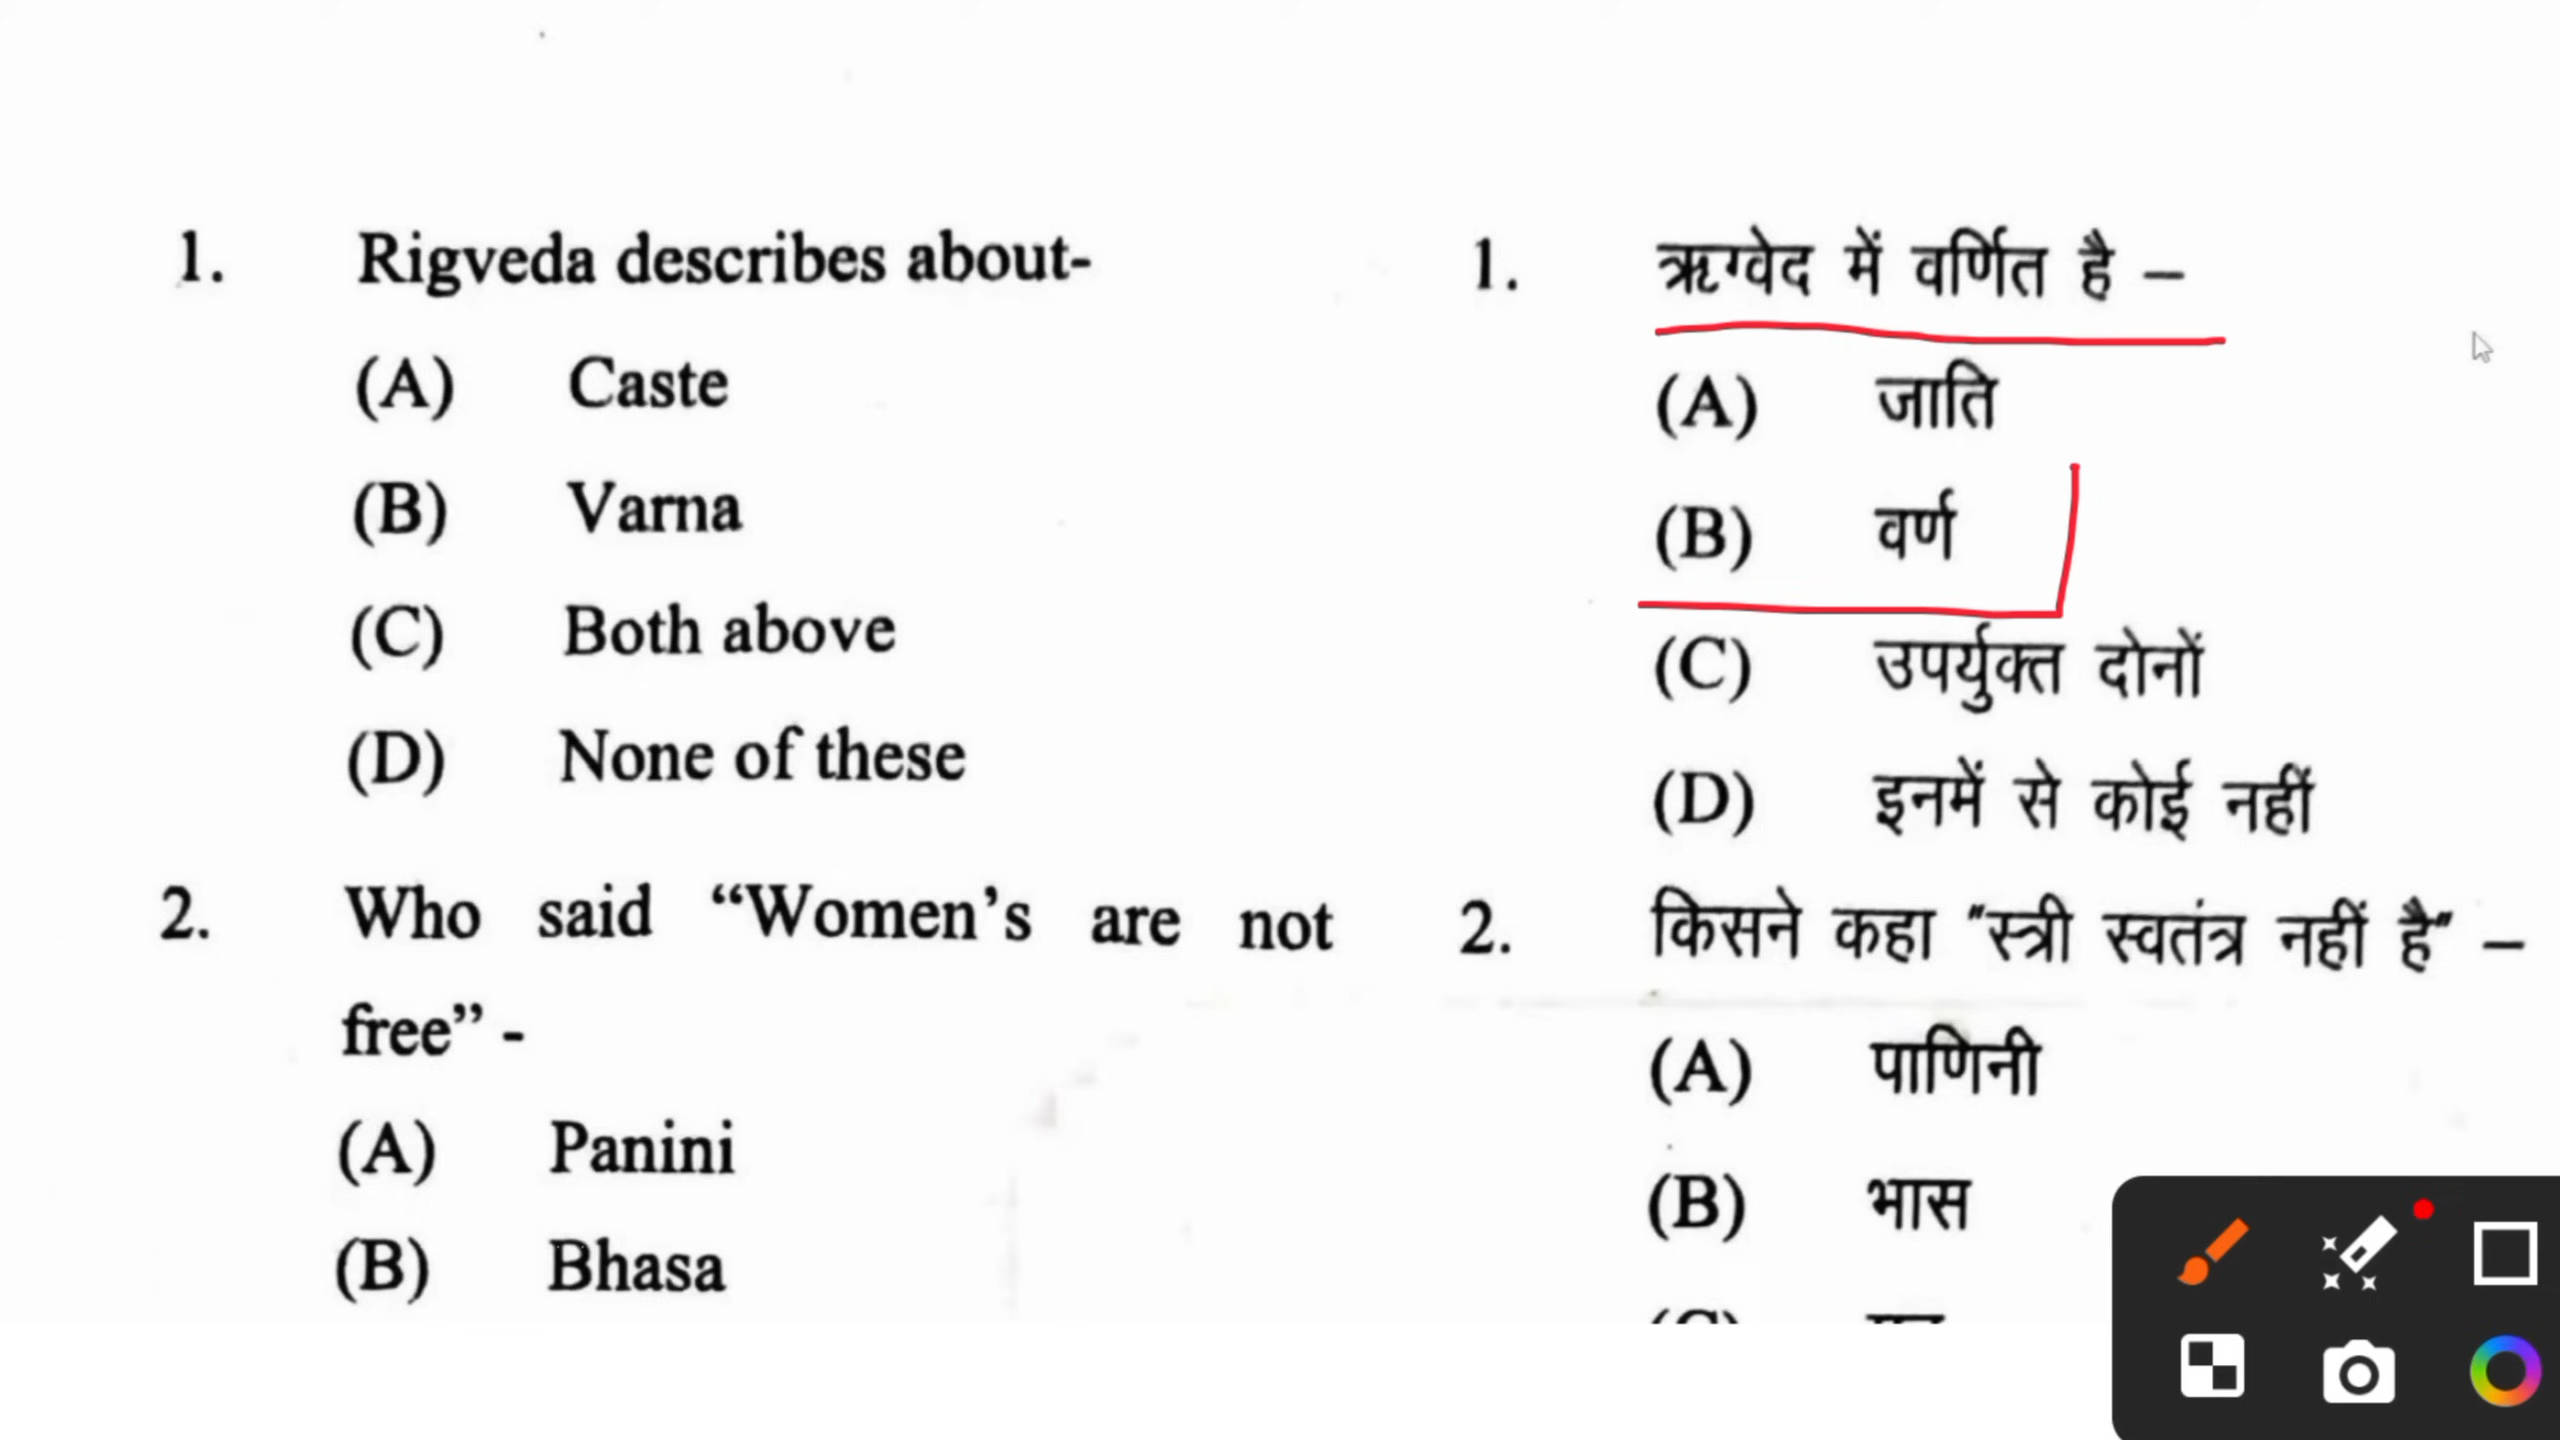 1. Rigveda describes about-
(A) Caste
(B) Varna
(C) Both above
(D) None of these
2. Who said “Women’s are not
free” -
(A) Panini
(B) Bhasa
1. ऋग्वेद में वर्णित है –
(A) जाति
(B) वर्ण
(C) उपर्युक्त दोनों
(D) इनमें से कोई नहीं
2. किसने कहा "स्त्री स्वतंत्र नहीं है" –
(A) पाणिनी
(B) भास